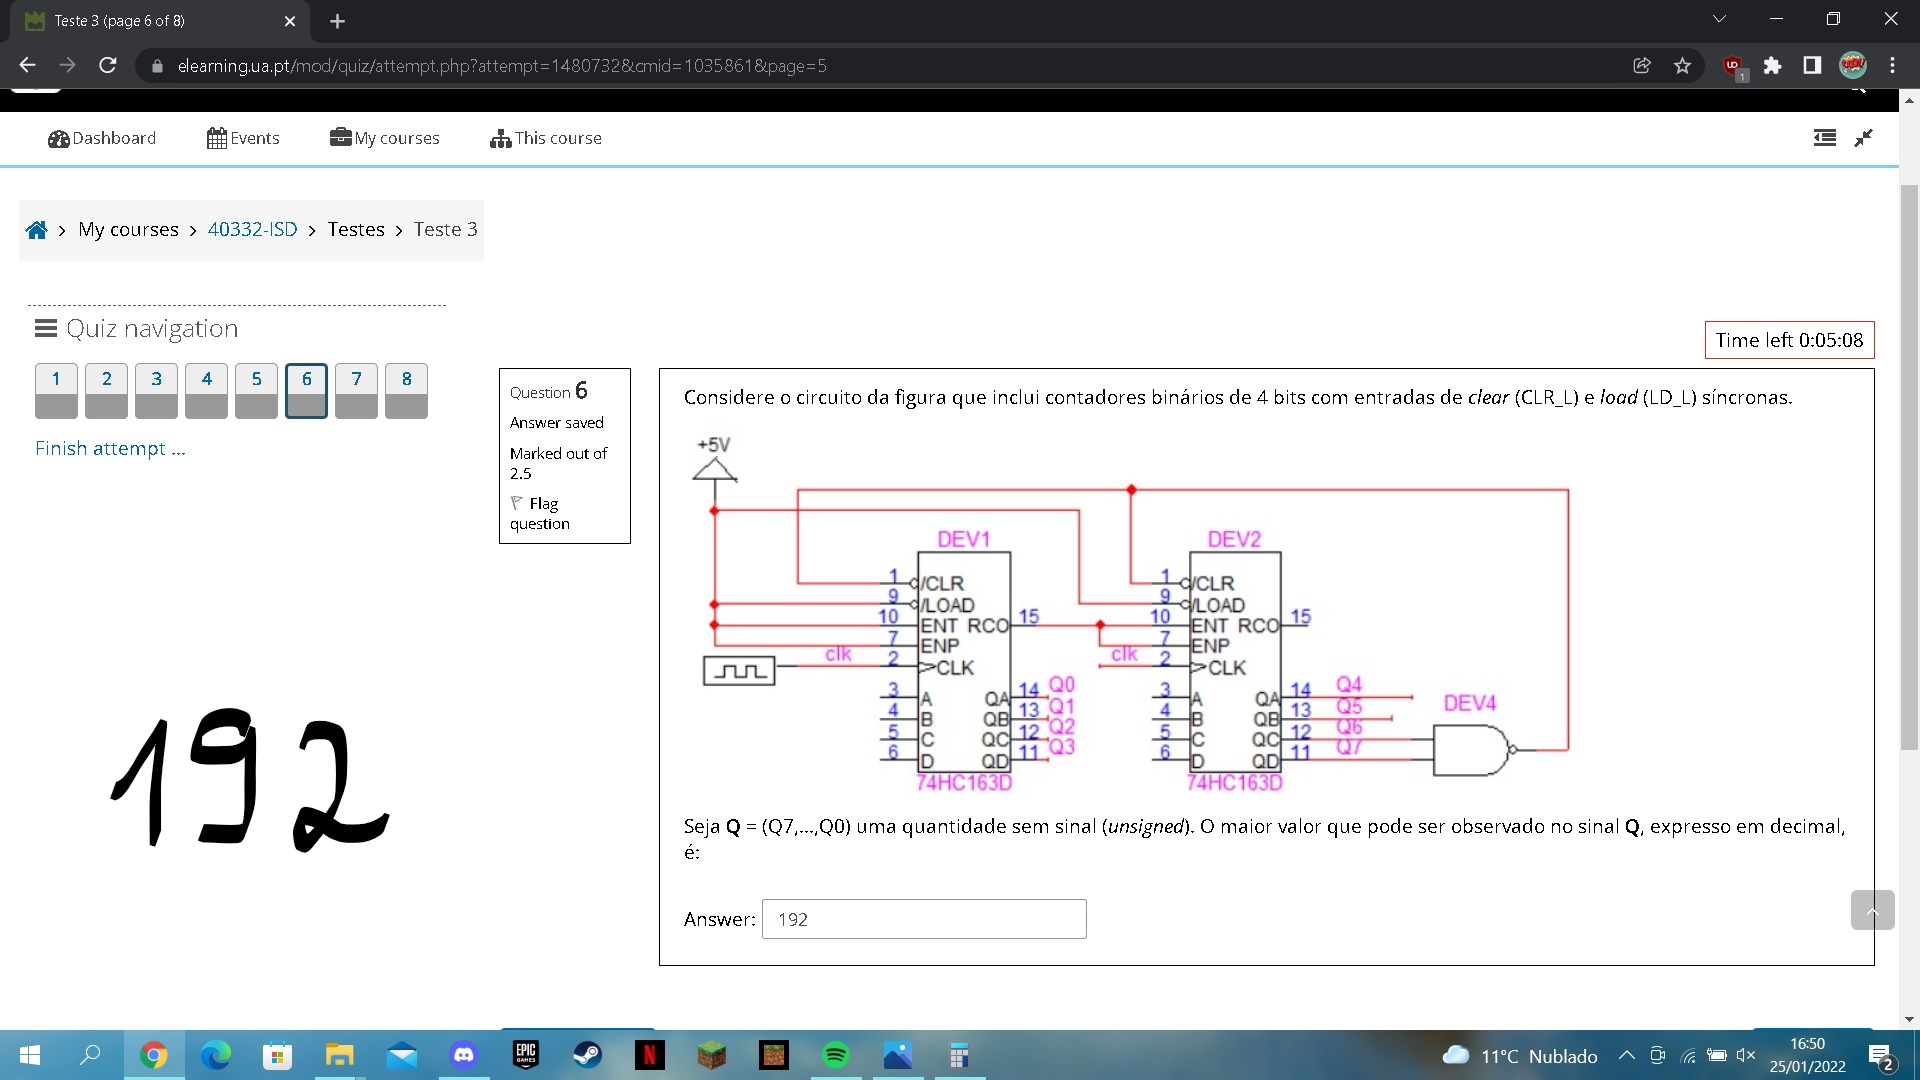 Teste 3 (page 6 of 8)
elearning.ua.pt/mod/quiz/attempt.php?attempt=1480732&cmid=1035861&page=5
UD
1
Dashboard
Events
My courses
This course
My courses
40332-ISD
Testes
Teste 3
Quiz navigation
Time left 0:05:08
1 2 3 4 5 6 7 8
Finish attempt ...
Question 6
Answer saved
Marked out of
2.5
Flag
question
Considere o circuito da figura que inclui contadores binários de 4 bits com entradas de clear (CLR_L) e load (LD_L) síncronas.
+5V
DEV1
1 /CLR
9 /LOAD
10 ENT RCO 15
7 ENP
clk 2 CLK
3 A QA 14 Q0
4 B QB 13 Q1
5 C QC 12 Q2
6 D QD 11 Q3
74HC163D
DEV2
1 /CLR
9 /LOAD
10 ENT RCO 15
7 ENP
clk 2 CLK
3 A QA 14 Q4
4 B QB 13 Q5
5 C QC 12 Q6
6 D QD 11 Q7
74HC163D
DEV4
192
Seja Q = (Q7,...,Q0) uma quantidade sem sinal (unsigned). O maior valor que pode ser observado no sinal Q, expresso em decimal,
é:
Answer: 192
EPIC
GAMES
N
11°C Nublado
16:50
25/01/2022
2